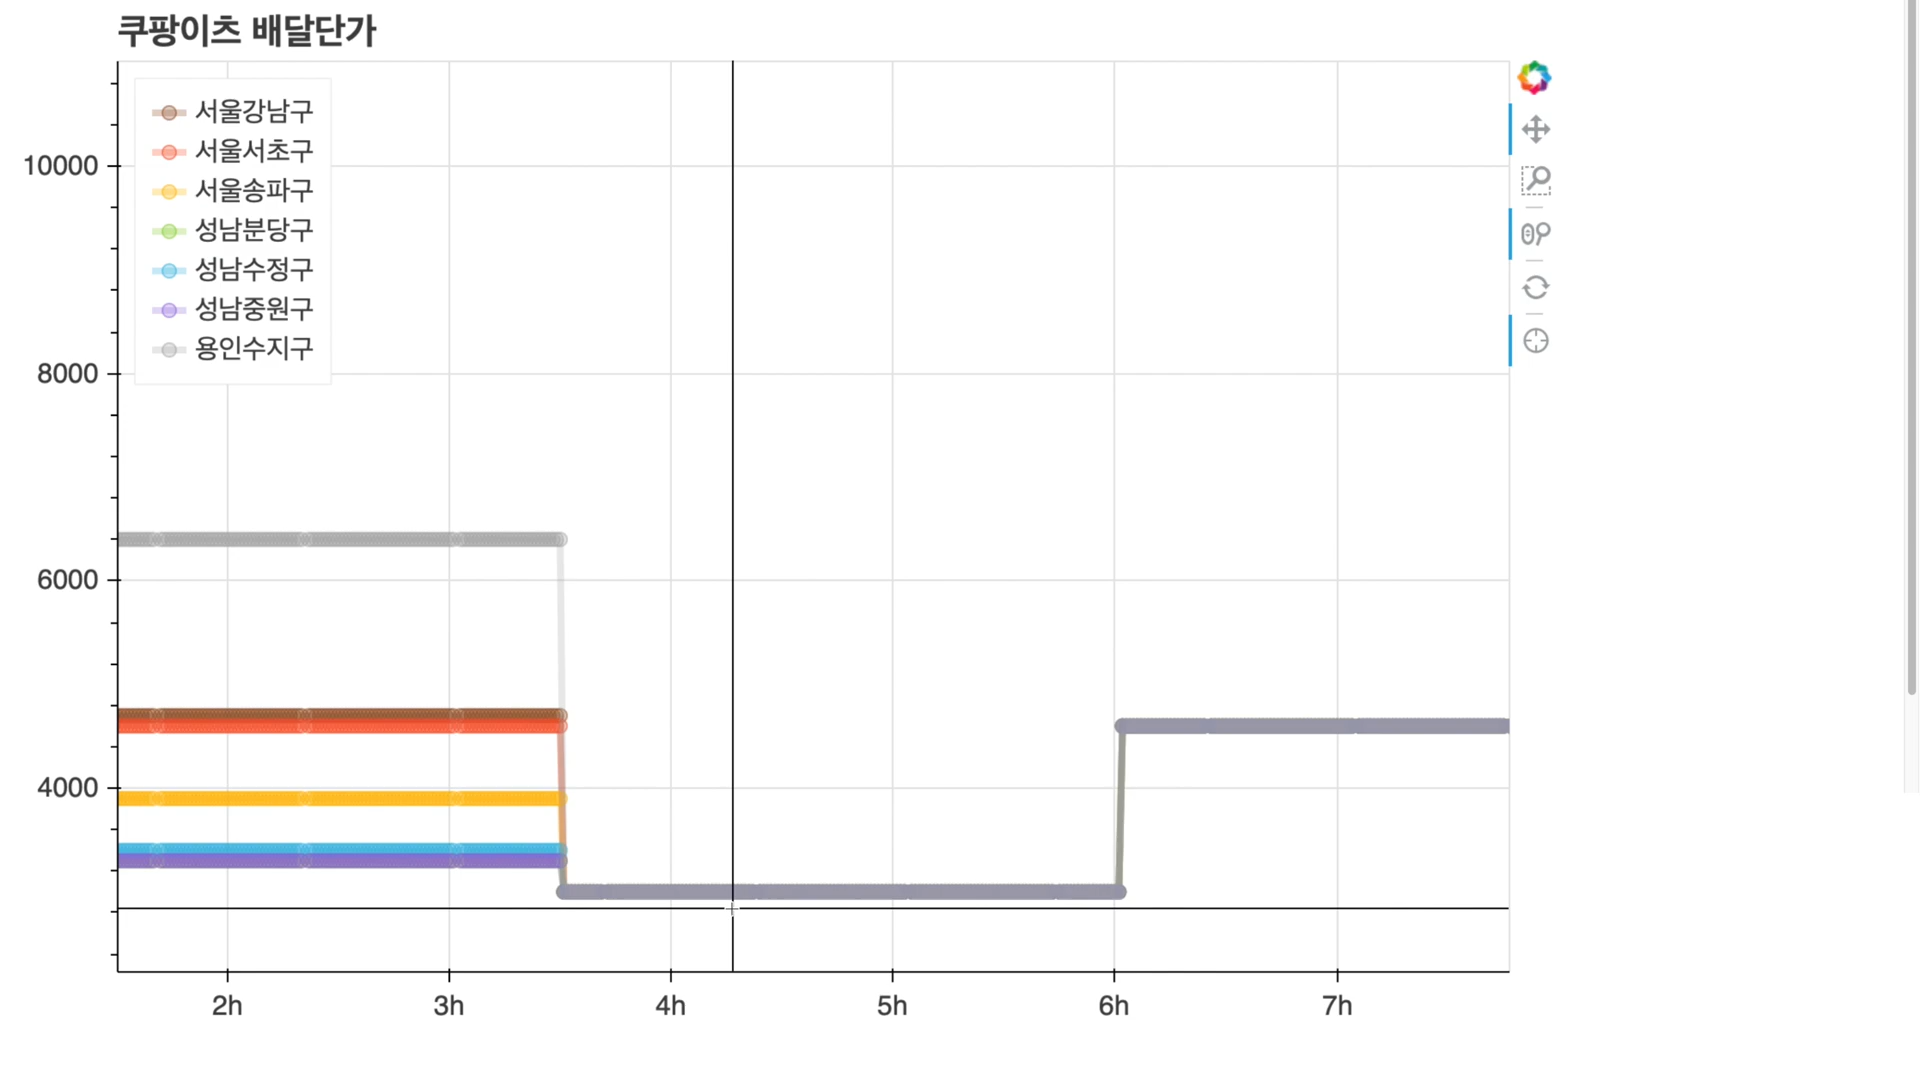 쿠팡이츠 배달단가
서울강남구
서울서초구
서울송파구
성남분당구
성남수정구
성남중원구
용인수지구
10000
8000
6000
4000
2h 3h 4h 5h 6h 7h